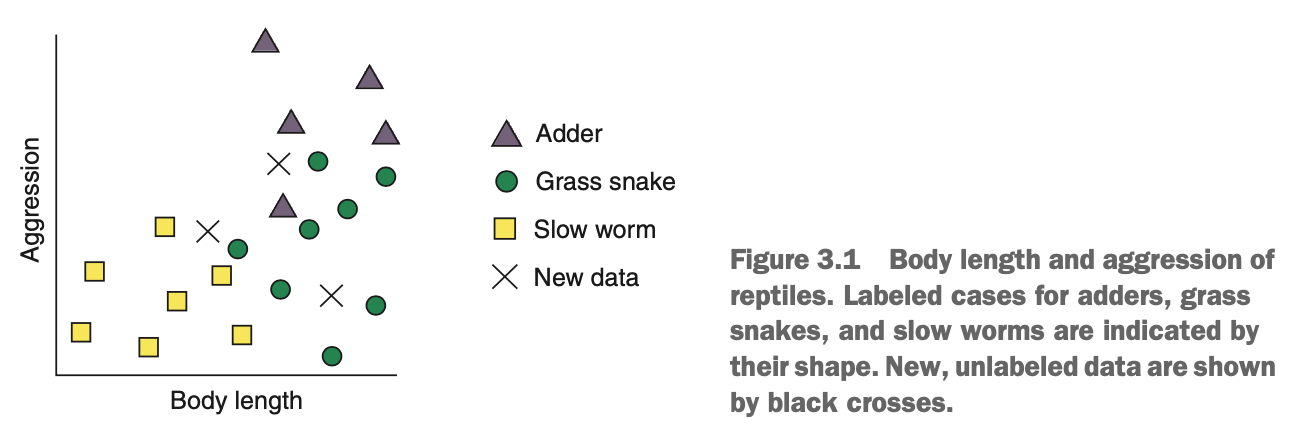 Aggression
Body length
Adder
Grass snake
Slow worm
New data
Figure 3.1 Body length and aggression of
reptiles. Labeled cases for adders, grass
snakes, and slow worms are indicated by
their shape. New, unlabeled data are shown
by black crosses.